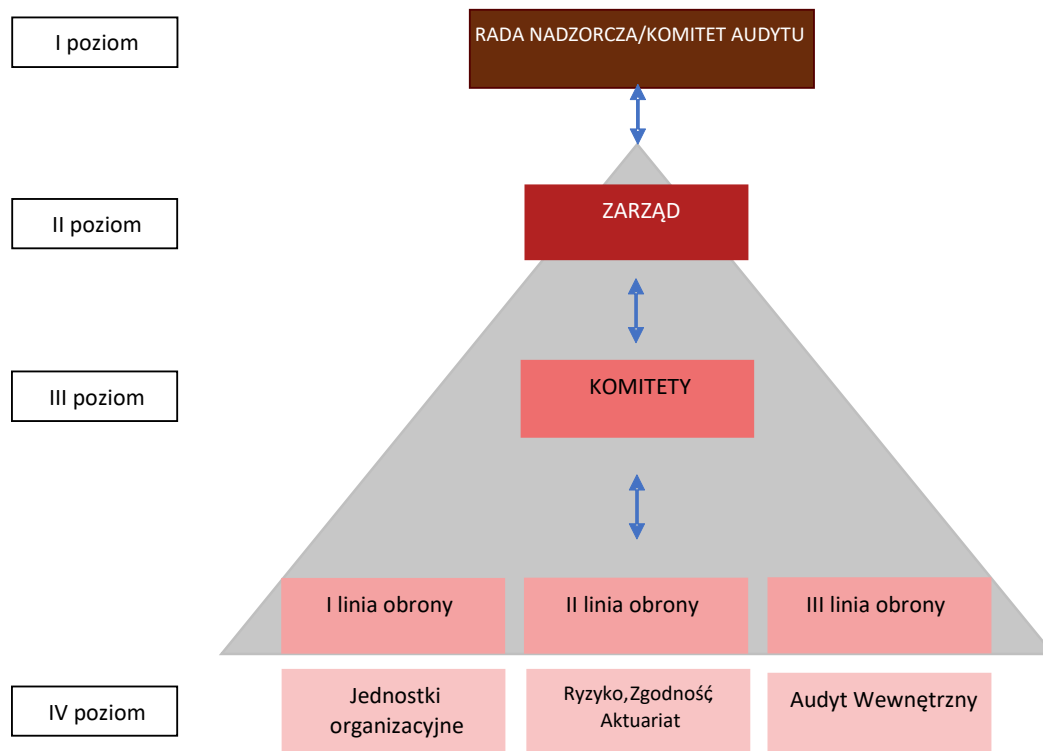 I poziom
RADA NADZORCZA/KOMITET AUDYTU
II poziom
ZARZĄD
III poziom
KOMITETY
I linia obrony
II linia obrony
III linia obrony
IV poziom
Jednostki
organizacyjne
Ryzyko, Zgodność,
Aktuariat
Audyt Wewnętrzny